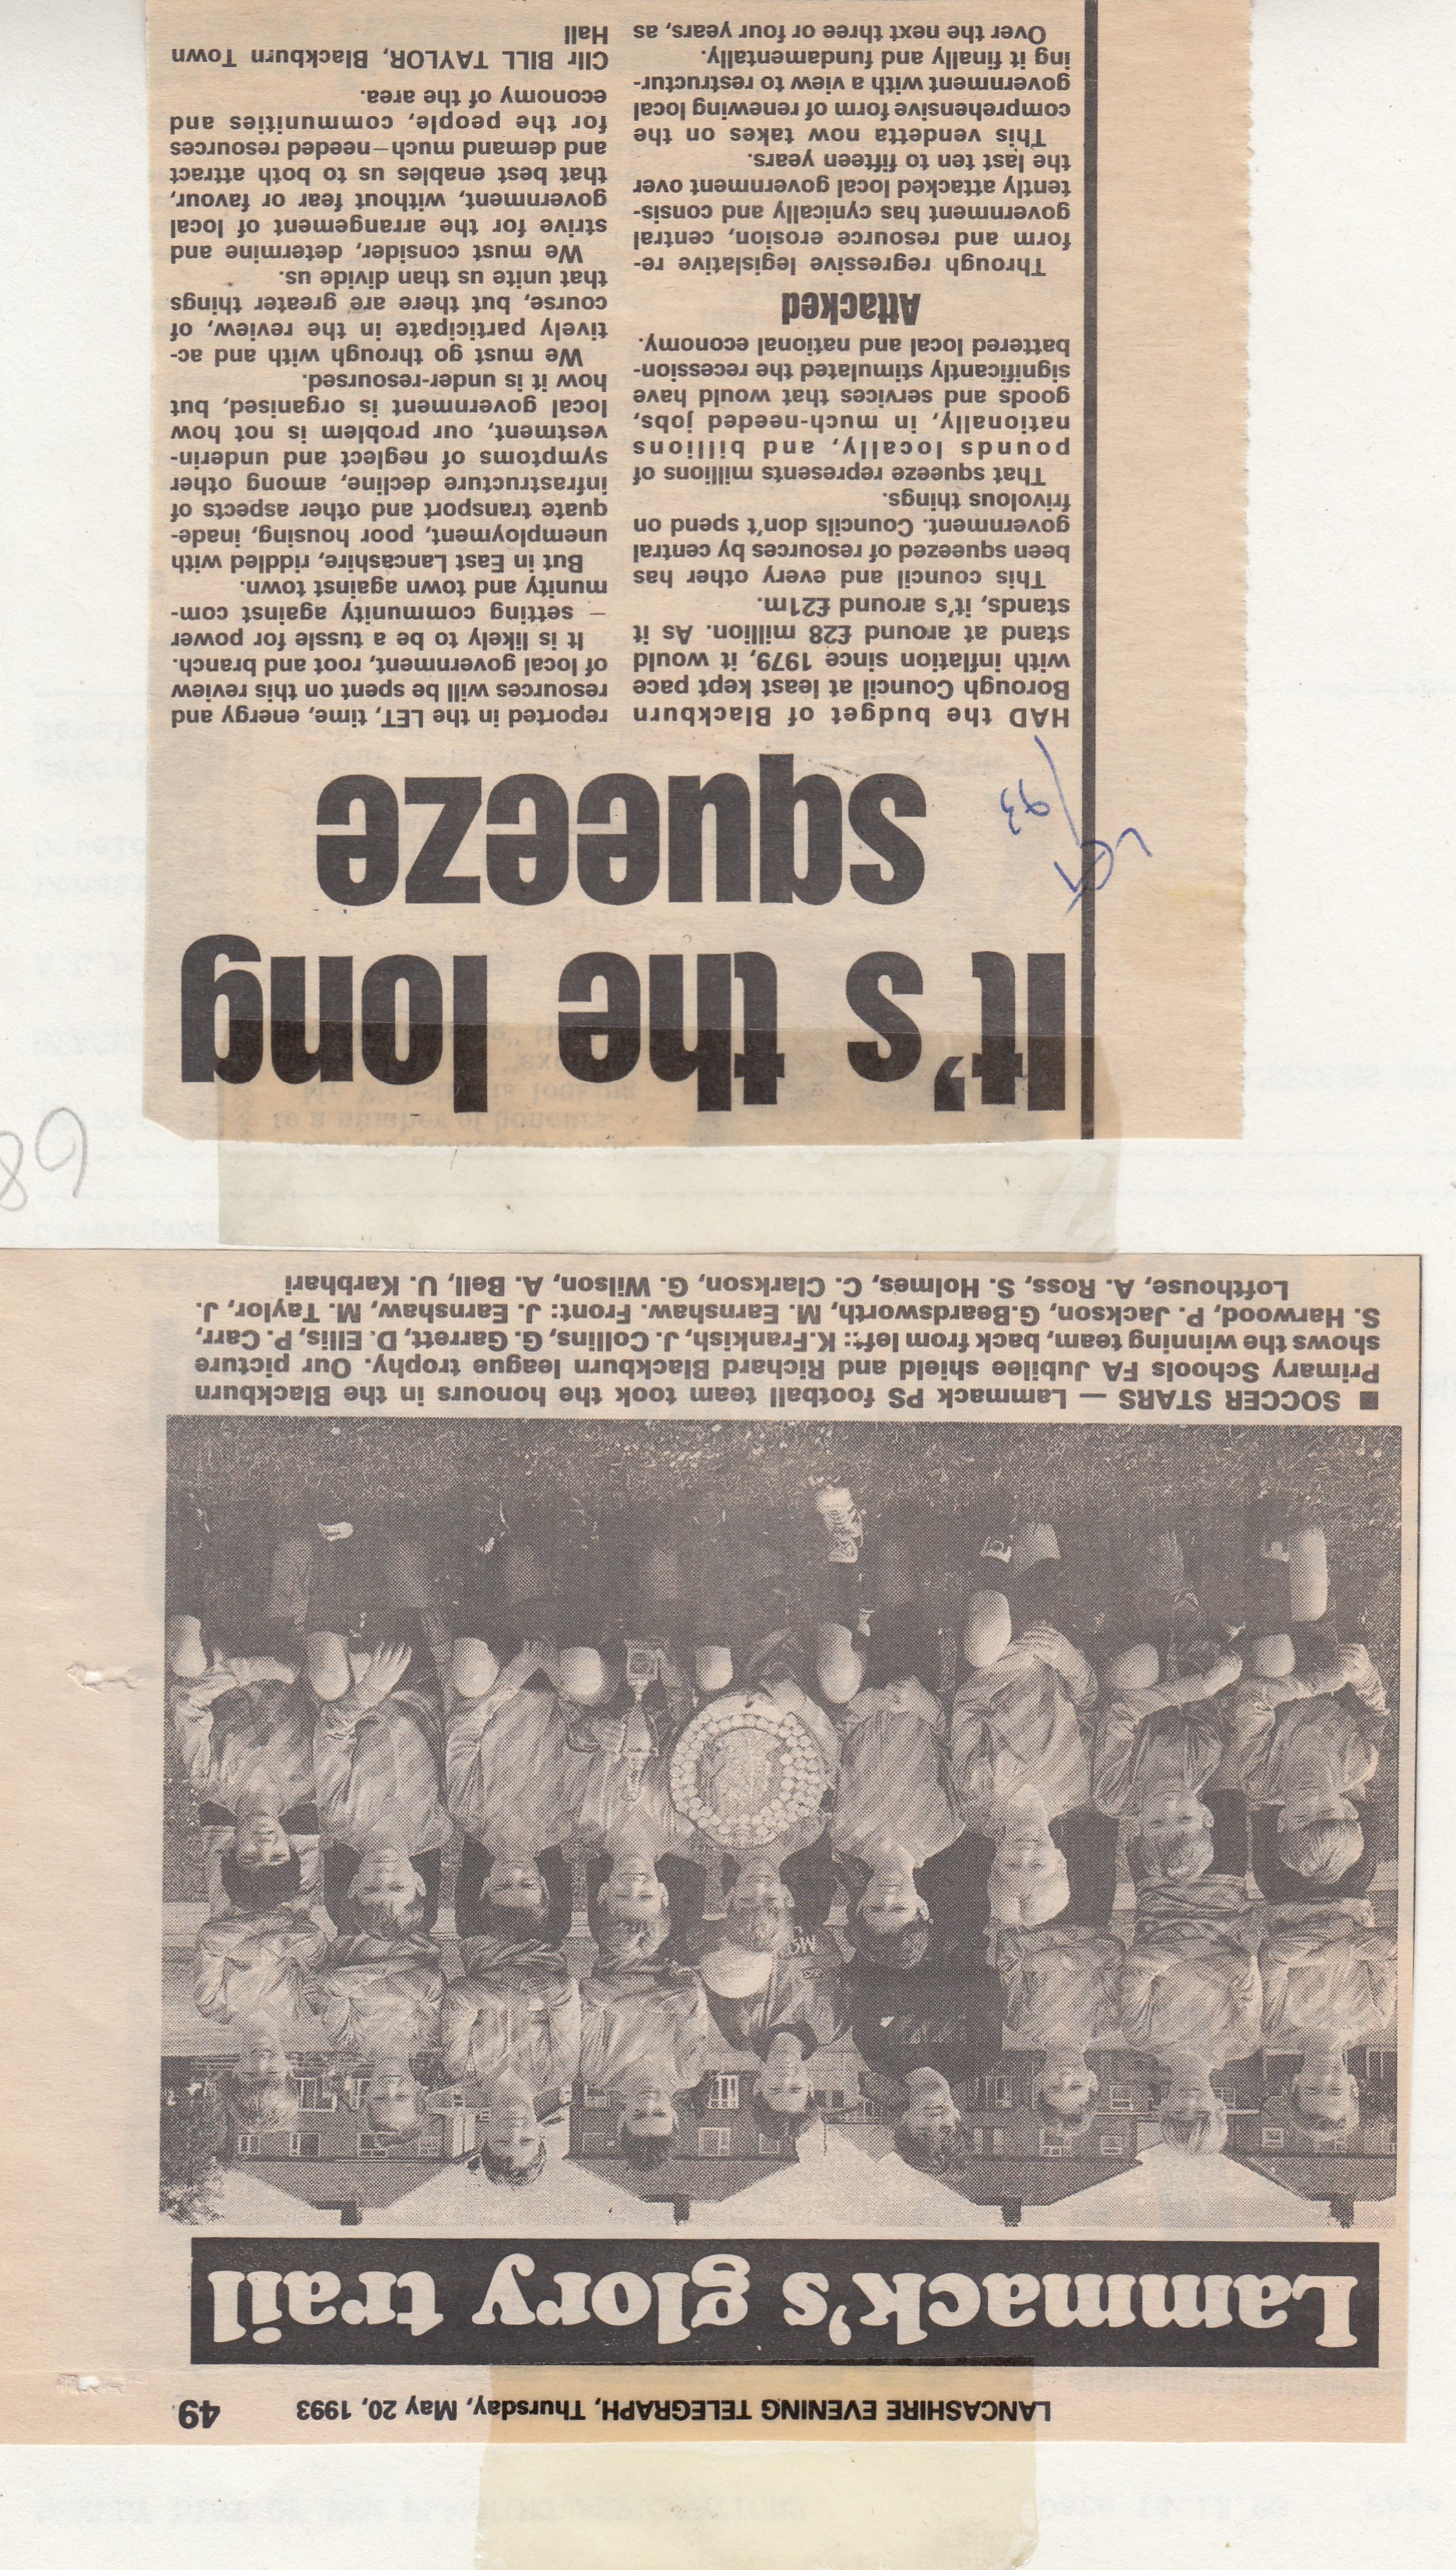 LANCASHIRE EVENING TELEGRAPH, Thursday, May 20, 1993 49
Lammack's glory trail
■ SOCCER STARS — Lammack PS football team took the honours in the Blackburn
Primary Schools FA Jubilee shield and Richard Blackburn league trophy. Our picture
shows the winning team, back from left:: K.Frankish, J. Collins, G. Garrett, D. Ellis, P. Carr,
S. Harwood, P. Jackson, G.Beardsworth, M. Earnshaw. Front: J. Earnshaw, M. Taylor, J.
Lofthouse, A. Ross, S. Holmes, C. Clarkson, G. Wilson, A. Bell, U. Karbhari
68
It's the long
squeeze
LET
93
HAD the budget of Blackburn
Borough Council at least kept pace
with inflation since 1979, it would
stand at around £28 million. As it
stands, it's around £21m.
This council and every other has
been squeezed of resources by central
government. Councils don't spend on
frivolous things.
That squeeze represents millions of
pounds locally, and billions
nationally, in much-needed jobs,
goods and services that would have
significantly stimulated the recession-
battered local and national economy.
Attacked
Through regressive legislative re-
form and resource erosion, central
government has cynically and consis-
tently attacked local government over
the last ten to fifteen years.
This vendetta now takes on the
comprehensive form of renewing local
government with a view to restructur-
ing it finally and fundamentally.
Over the next three or four years, as
reported in the LET, time, energy and
resources will be spent on this review
of local government, root and branch.
It is likely to be a tussle for power
— setting community against com-
munity and town against town.
But in East Lancashire, riddled with
unemployment, poor housing, inade-
quate transport and other aspects of
infrastructure decline, among other
symptoms of neglect and underin-
vestment, our problem is not how
local government is organised, but
how it is under-resoursed.
We must go through with and ac-
tively participate in the review, of
course, but there are greater things
that unite us than divide us.
We must consider, determine and
strive for the arrangement of local
government, without fear or favour,
that best enables us to both attract
and demand much—needed resources
for the people, communities and
economy of the area.
Cllr BILL TAYLOR, Blackburn Town
Hall